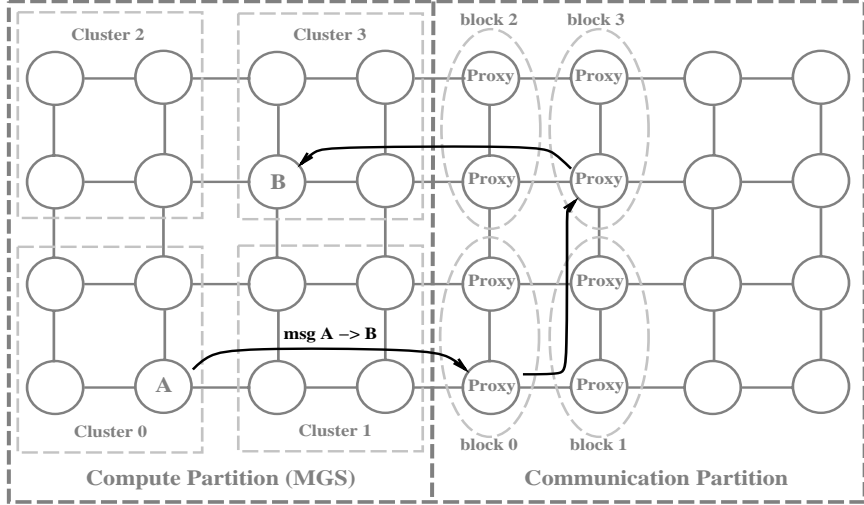 block 2
block 3
Cluster 2
Cluster 3
Proxy
Proxy
B
Proxy
Proxy
Proxy
Proxy
msg A −> B
A
Proxy
Proxy
Cluster 0
Cluster 1
block 0
block 1
Compute Partition (MGS)
Communication Partition